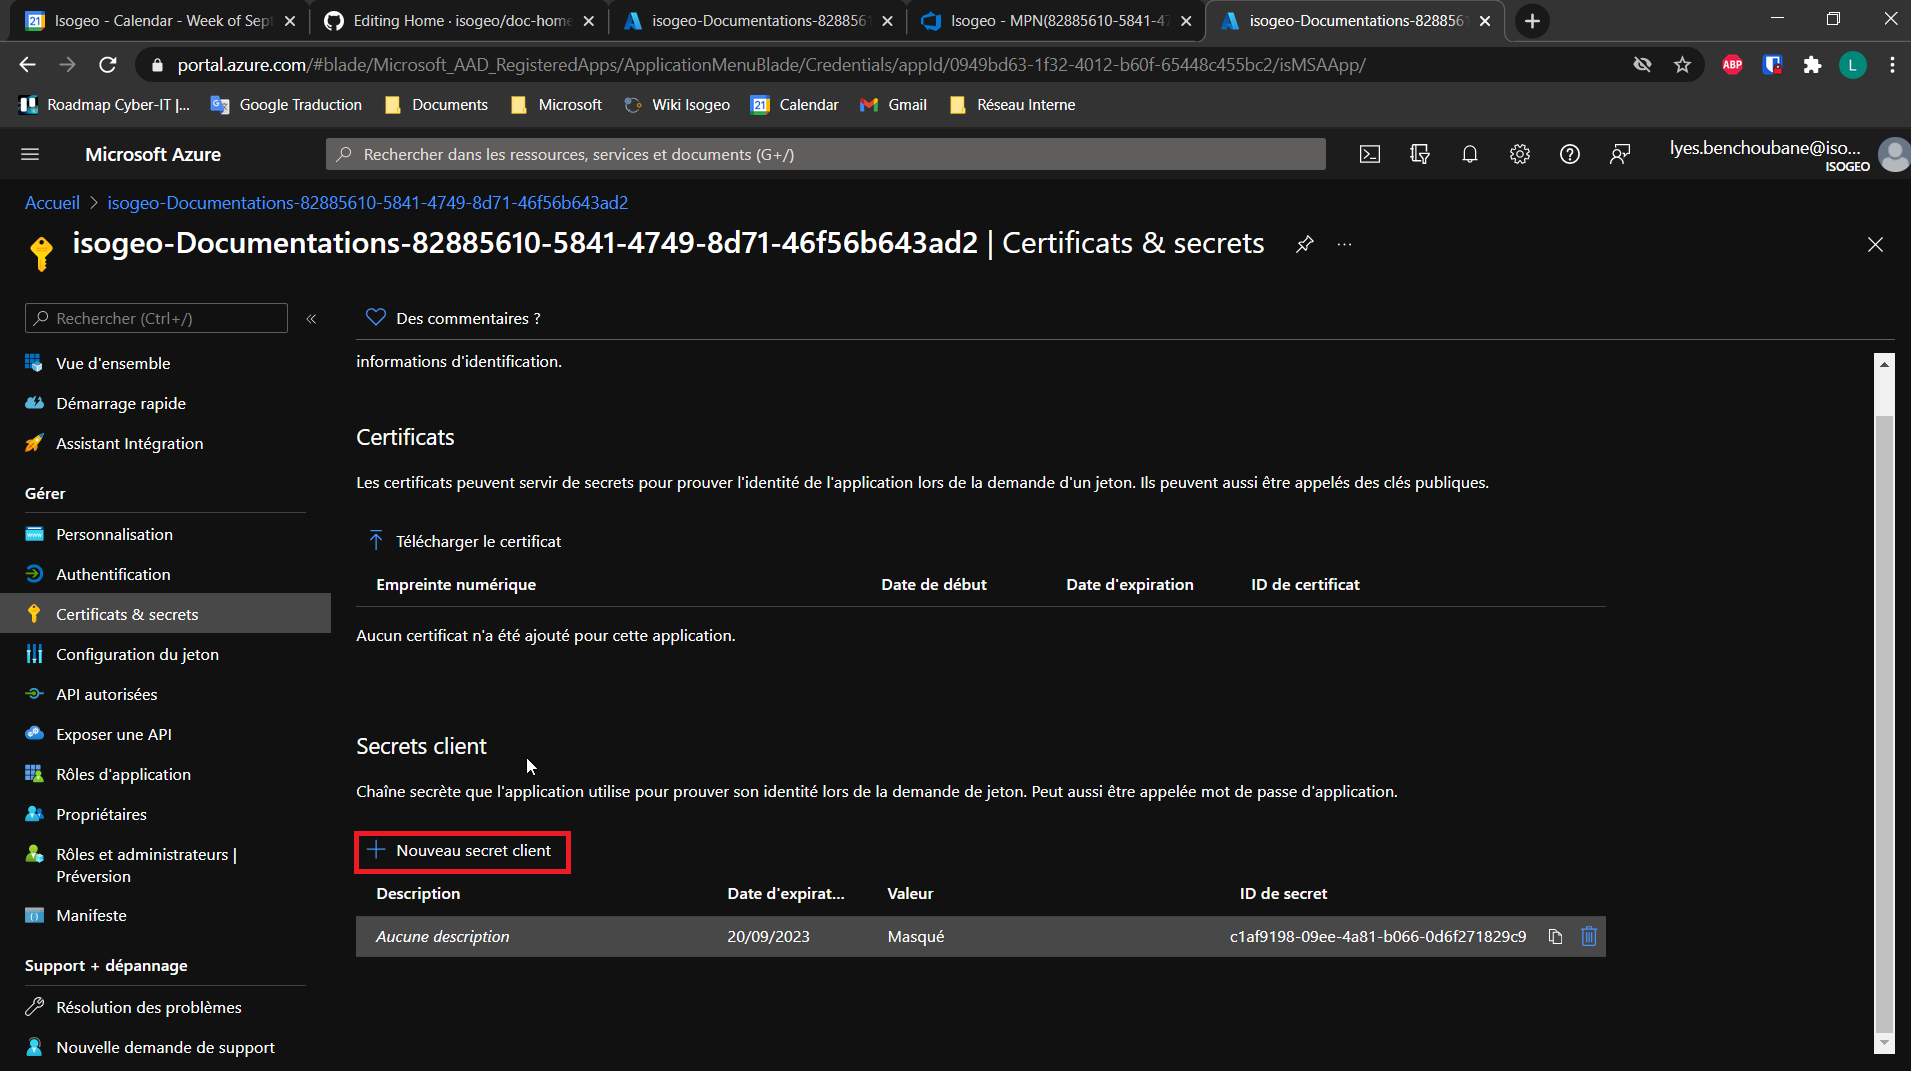 Isogeo - Calendar - Week of Sept
Editing Home · isogeo/doc-home
isogeo-Documentations-828856
Isogeo - MPN(82885610-5841-47
isogeo-Documentations-828856
portal.azure.com/#blade/Microsoft_AAD_RegisteredApps/ApplicationMenuBlade/Credentials/appId/0949bd63-1f32-4012-b60f-65448c455bc2/isMSAApp/
ABP
L
Roadmap Cyber-IT |...
Google Traduction
Documents
Microsoft
Wiki Isogeo
21
Calendar
Gmail
Réseau Interne
Microsoft Azure
Rechercher dans les ressources, services et documents (G+/)
lyes.benchoubane@iso...
ISOGEO
Accueil > isogeo-Documentations-82885610-5841-4749-8d71-46f56b643ad2
isogeo-Documentations-82885610-5841-4749-8d71-46f56b643ad2 | Certificats & secrets
Rechercher (Ctrl+/)
«
Vue d'ensemble
Démarrage rapide
Assistant Intégration
Gérer
Personnalisation
Authentification
Certificats & secrets
Configuration du jeton
API autorisées
Exposer une API
Rôles d'application
Propriétaires
Rôles et administrateurs |
Préversion
Manifeste
Support + dépannage
Résolution des problèmes
Nouvelle demande de support
Des commentaires ?
informations d'identification.
Certificats
Les certificats peuvent servir de secrets pour prouver l'identité de l'application lors de la demande d'un jeton. Ils peuvent aussi être appelés des clés publiques.
Télécharger le certificat
Empreinte numérique Date de début Date d'expiration ID de certificat
Aucun certificat n'a été ajouté pour cette application.
Secrets client
Chaîne secrète que l'application utilise pour prouver son identité lors de la demande de jeton. Peut aussi être appelée mot de passe d'application.
Nouveau secret client
Description Date d'expirat... Valeur ID de secret
Aucune description 20/09/2023 Masqué c1af9198-09ee-4a81-b066-0d6f271829c9